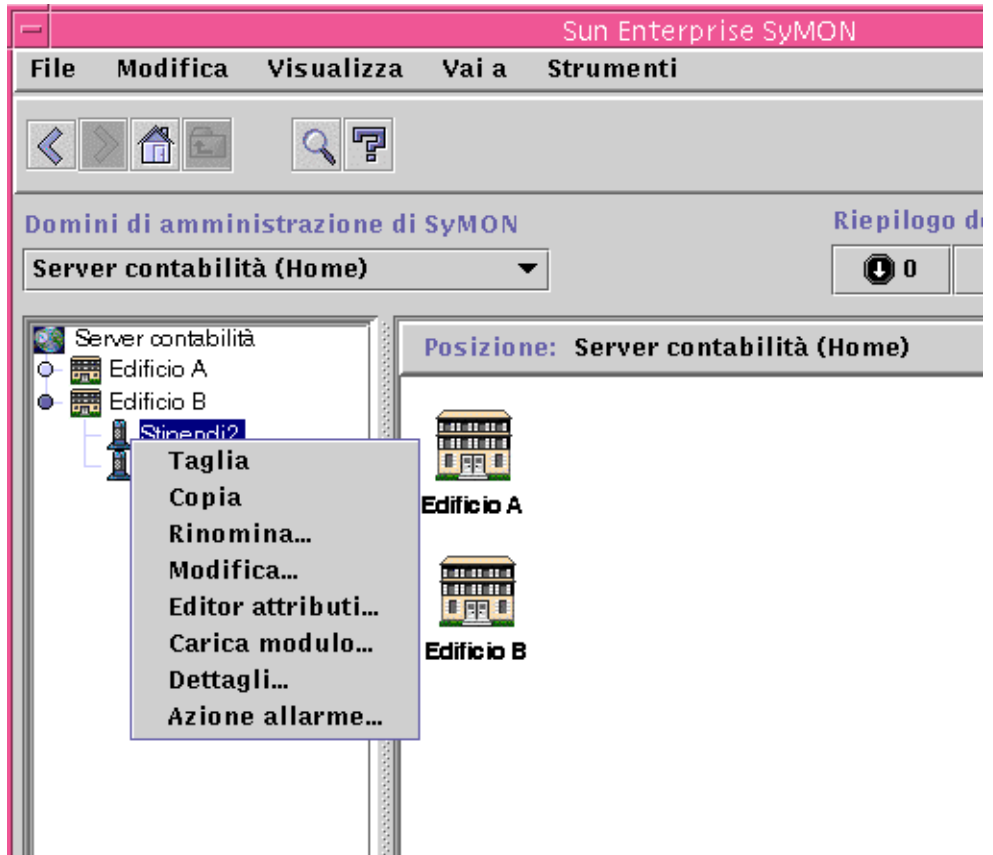 Sun Enterprise SyMON
File Modifica Visualizza Vai a Strumenti
Domini di amministrazione di SyMON
Riepilogo
Server contabilità (Home)
0
Server contabilità
Edificio A
Edificio B
Stipendi2
Taglia
Copia
Rinomina...
Modifica...
Editor attributi...
Carica modulo...
Dettagli...
Azione allarme...
Posizione: Server contabilità (Home)
Edificio A
Edificio B